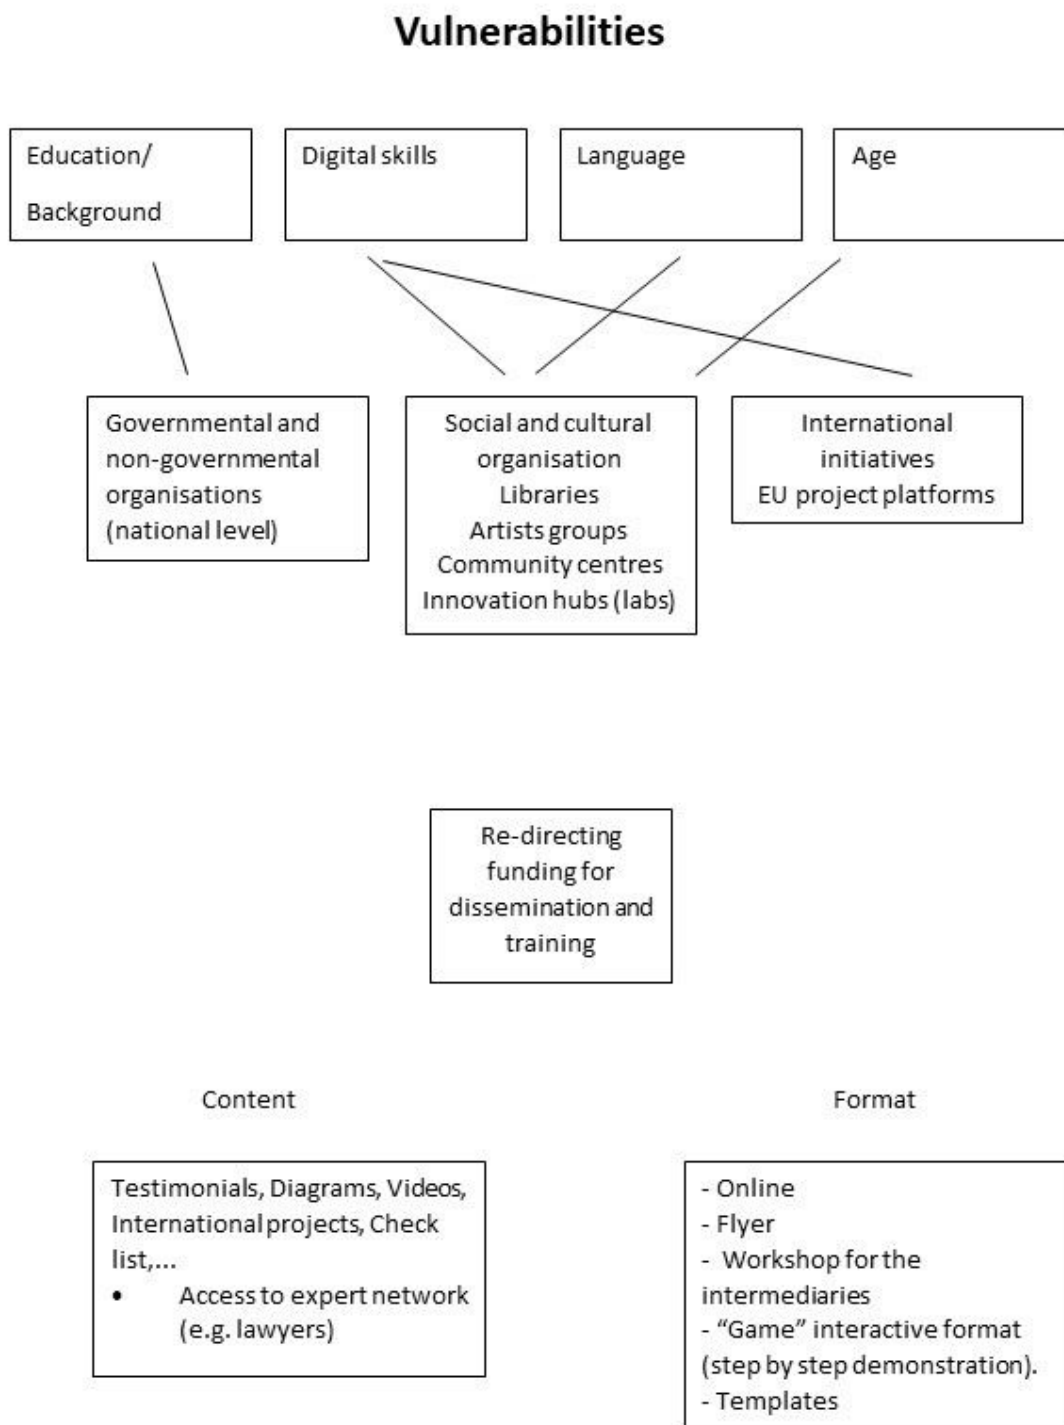 Vulnerabilities
Education/
Background
Digital skills
Language
Age
Governmental and
non-governmental
organisations
(national level)
Social and cultural
organisation
Libraries
Artists groups
Community centres
Innovation hubs (labs)
International
initiatives
EU project platforms
Re-directing
funding for
dissemination and
training
Content
Testimonials, Diagrams, Videos,
International projects, Check
list,...
• Access to expert network
(e.g. lawyers)
Format
- Online
- Flyer
- Workshop for the
intermediaries
- “Game” interactive format
(step by step demonstration).
- Templates